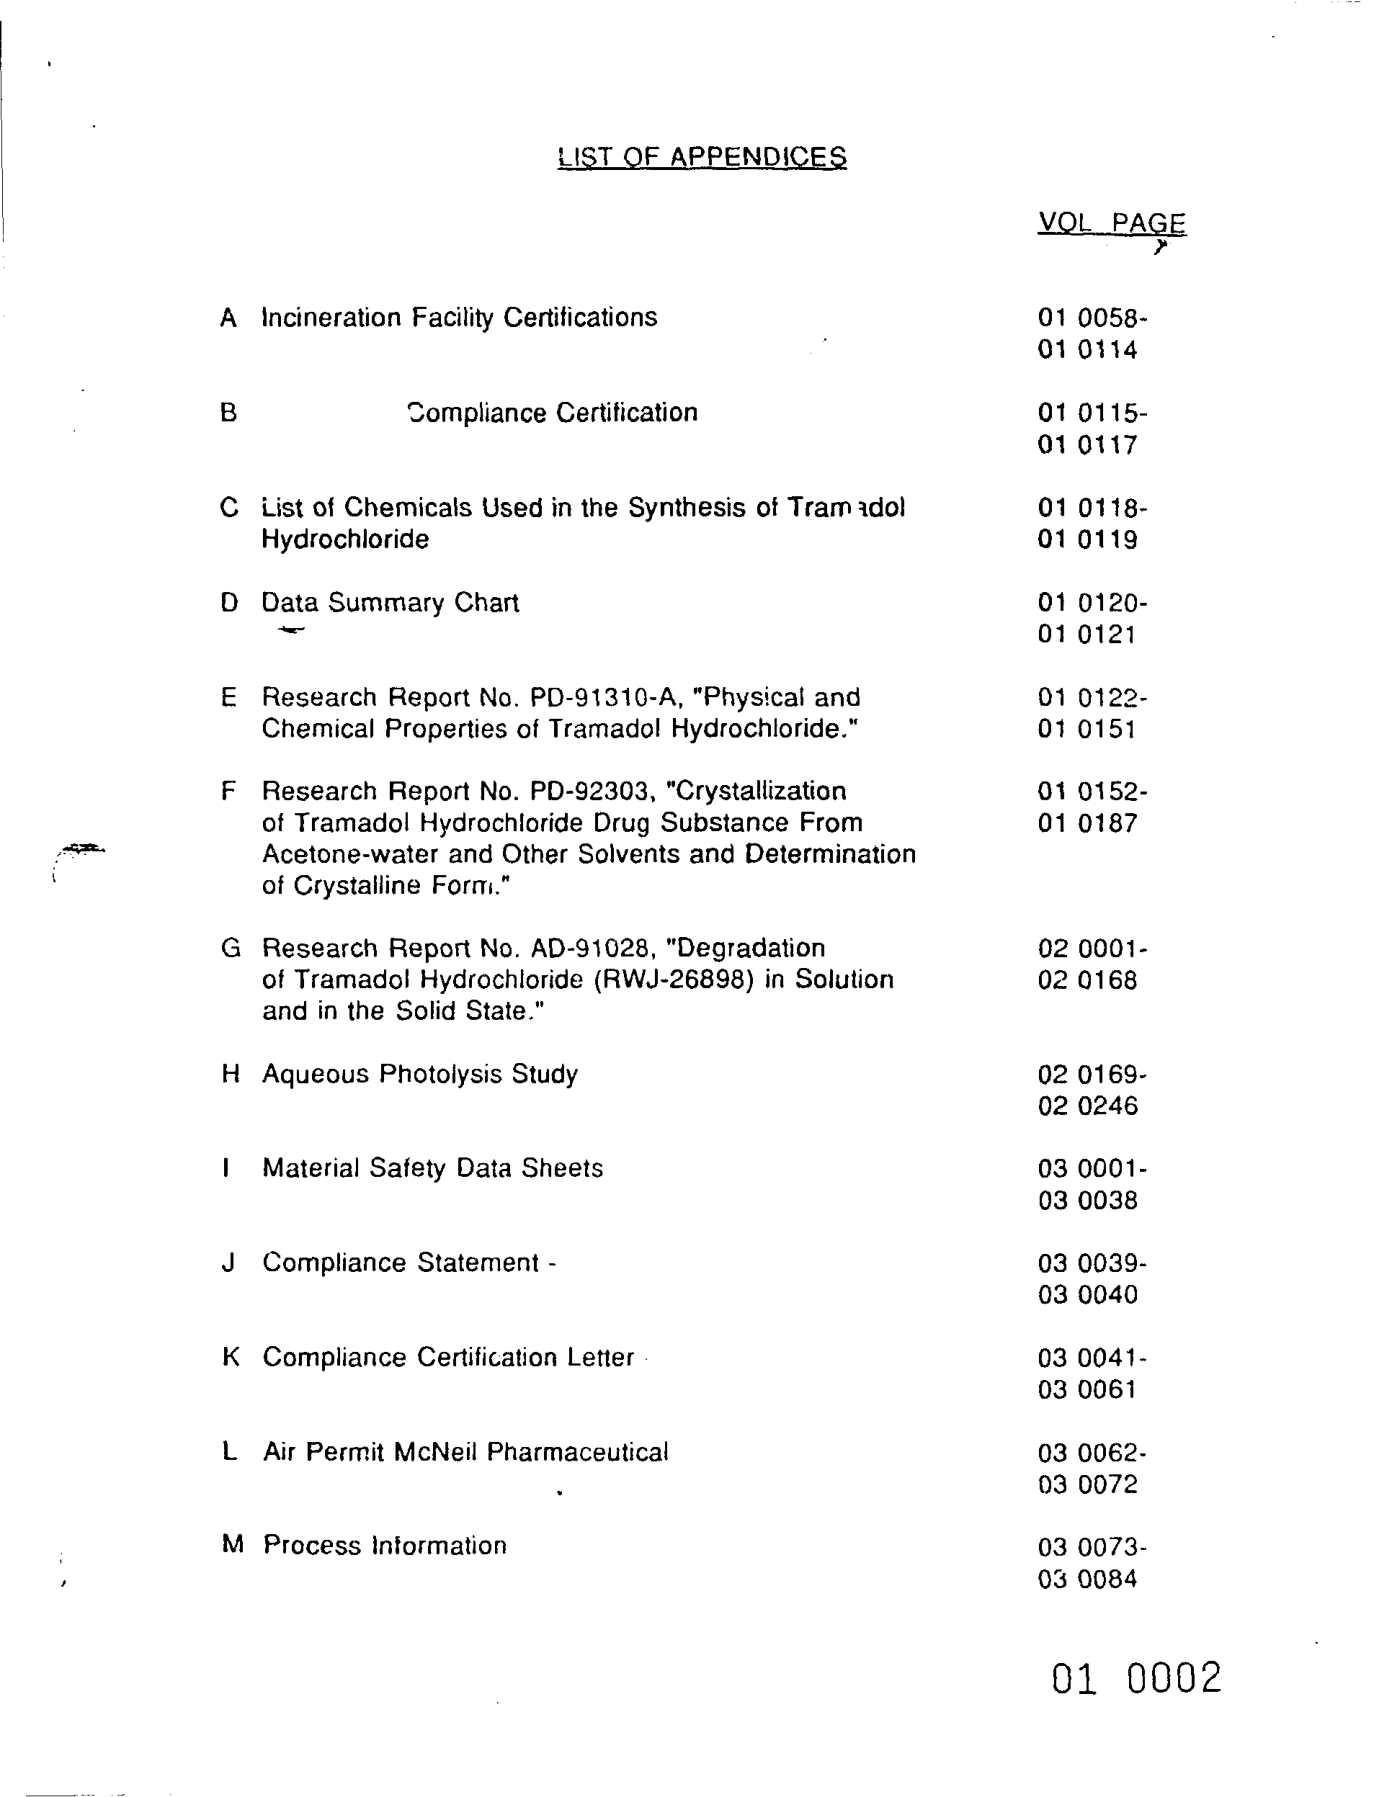 LIST OF APPENDICES
VOL PAGE
A Incineration Facility Certifications 01 0058-
01 0114
B Compliance Certification 01 0115-
01 0117
C List of Chemicals Used in the Synthesis of Tramadol 01 0118-
Hydrochloride 01 0119
D Data Summary Chart 01 0120-
01 0121
E Research Report No. PD-91310-A, "Physical and 01 0122-
Chemical Properties of Tramadol Hydrochloride." 01 0151
F Research Report No. PD-92303, "Crystallization 01 0152-
of Tramadol Hydrochloride Drug Substance From 01 0187
Acetone-water and Other Solvents and Determination
of Crystalline Form."
G Research Report No. AD-91028, "Degradation 02 0001-
of Tramadol Hydrochloride (RWJ-26898) in Solution 02 0168
and in the Solid State."
H Aqueous Photolysis Study 02 0169-
02 0246
I Material Safety Data Sheets 03 0001-
03 0038
J Compliance Statement - 03 0039-
03 0040
K Compliance Certification Letter 03 0041-
03 0061
L Air Permit McNeil Pharmaceutical 03 0062-
03 0072
M Process Information 03 0073-
03 0084
01 0002